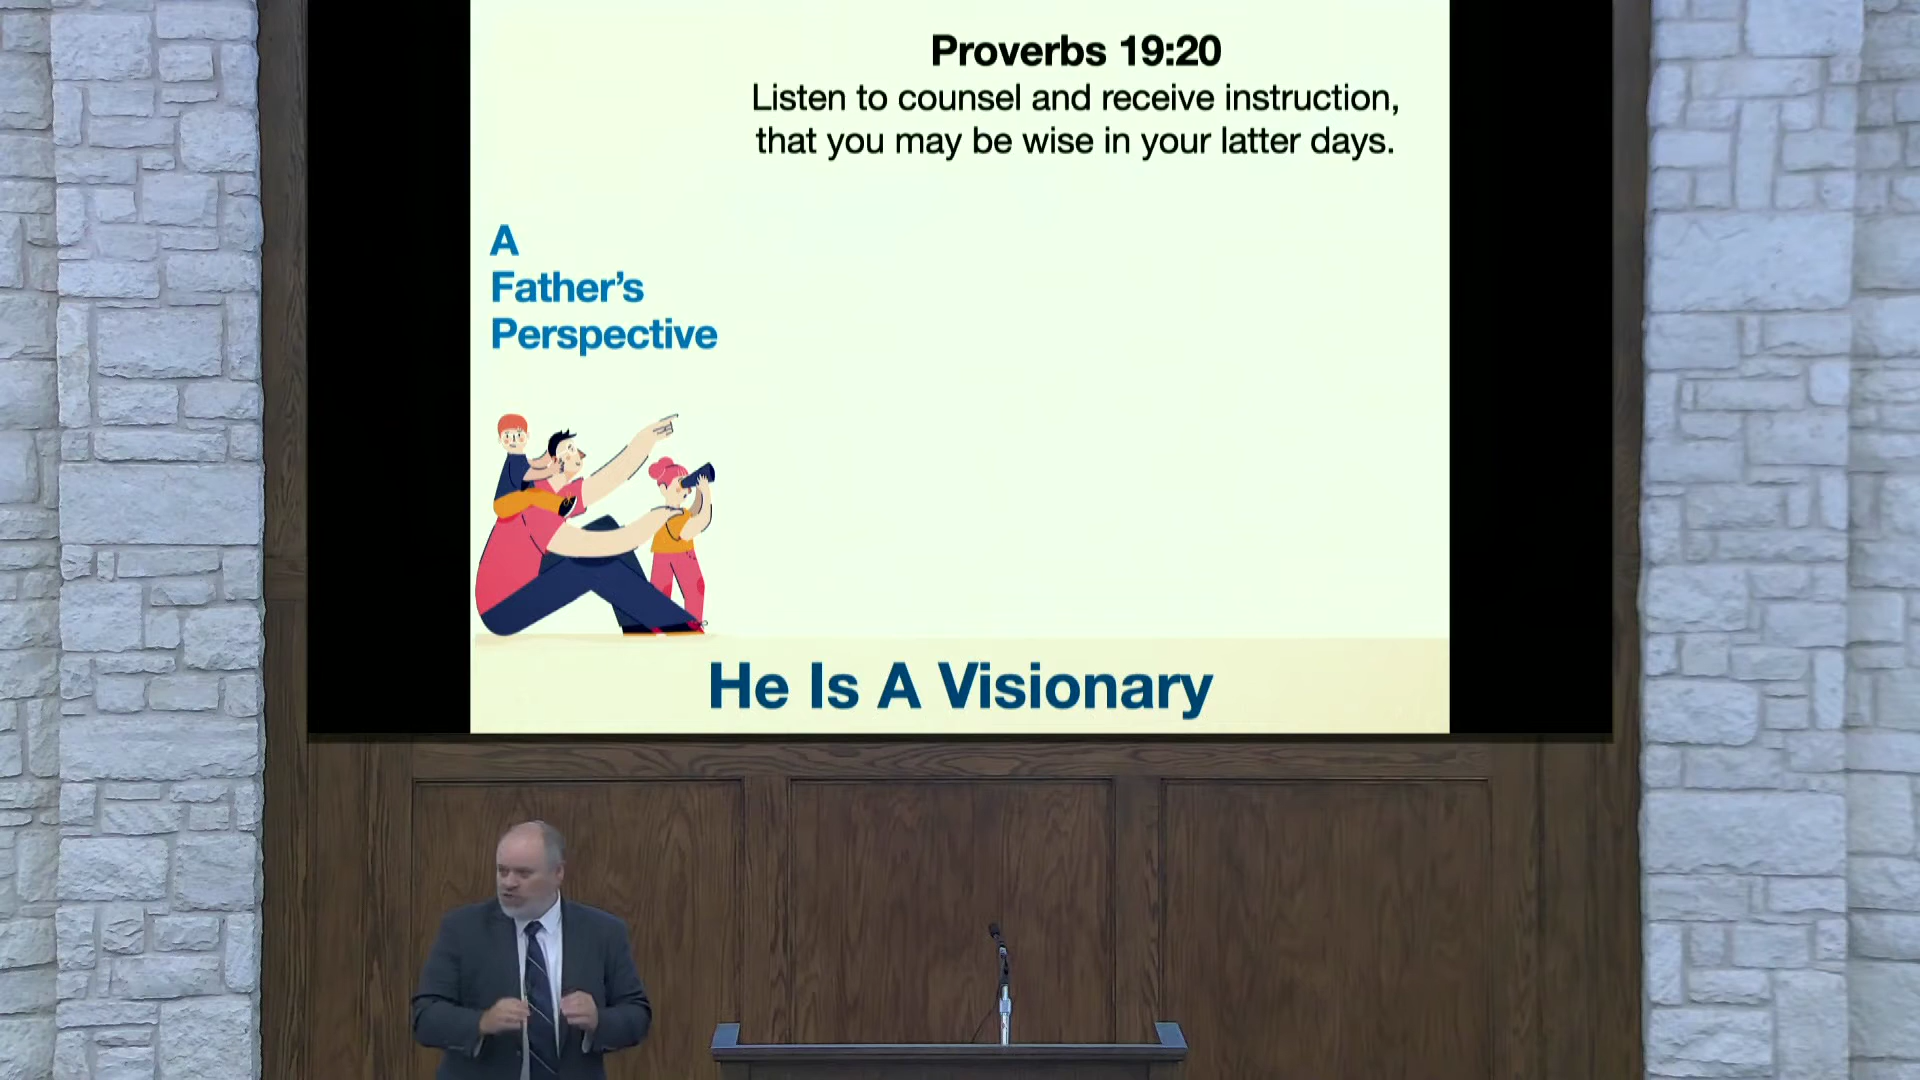 Proverbs 19:20
Listen to counsel and receive instruction,
that you may be wise in your latter days.
A
Father’s
Perspective
He Is A Visionary